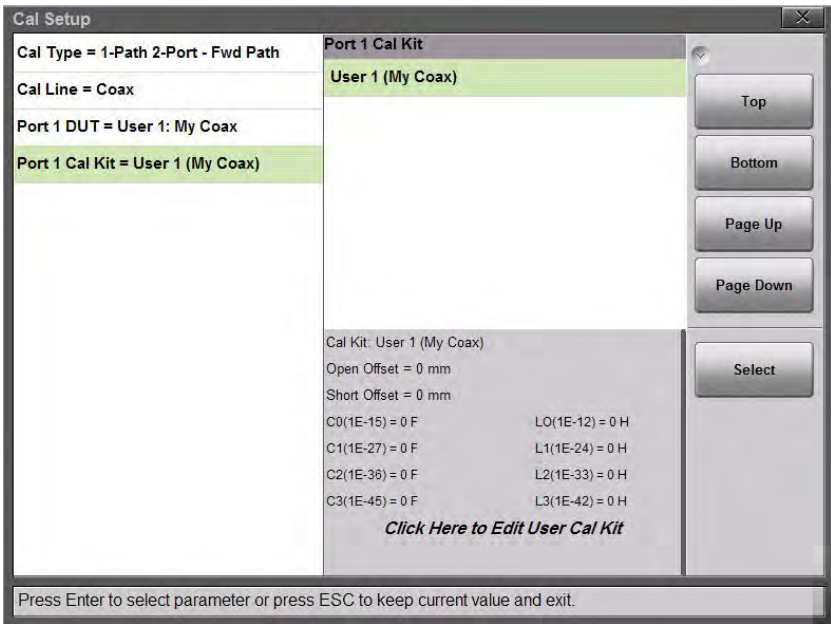 Cal Setup
Cal Type = 1-Path 2-Port - Fwd Path
Cal Line = Coax
Port 1 DUT = User 1: My Coax
Port 1 Cal Kit = User 1 (My Coax)
Port 1 Cal Kit
User 1 (My Coax)
Cal Kit: User 1 (My Coax)
Open Offset = 0 mm
Short Offset = 0 mm
C0(1E-15) = 0 F LO(1E-12) = 0 H
C1(1E-27) = 0 F L1(1E-24) = 0 H
C2(1E-36) = 0 F L2(1E-33) = 0 H
C3(1E-45) = 0 F L3(1E-42) = 0 H
Click Here to Edit User Cal Kit
Top
Bottom
Page Up
Page Down
Select
Press Enter to select parameter or press ESC to keep current value and exit.